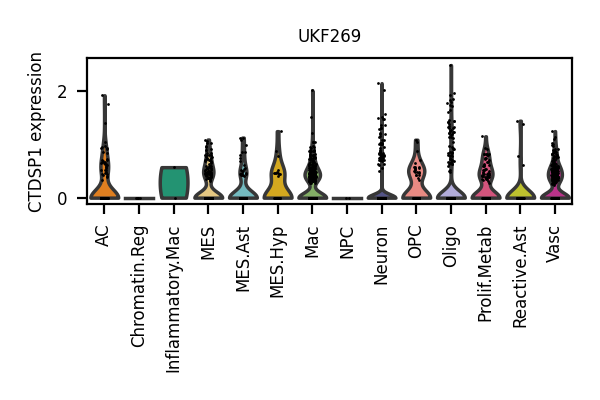 UKF269
CTDSP1 expression
2
0
AC
Chromatin.Reg
Inflammatory.Mac
MES
MES.Ast
MES.Hyp
Mac
NPC
Neuron
OPC
Oligo
Prolif.Metab
Reactive.Ast
Vasc